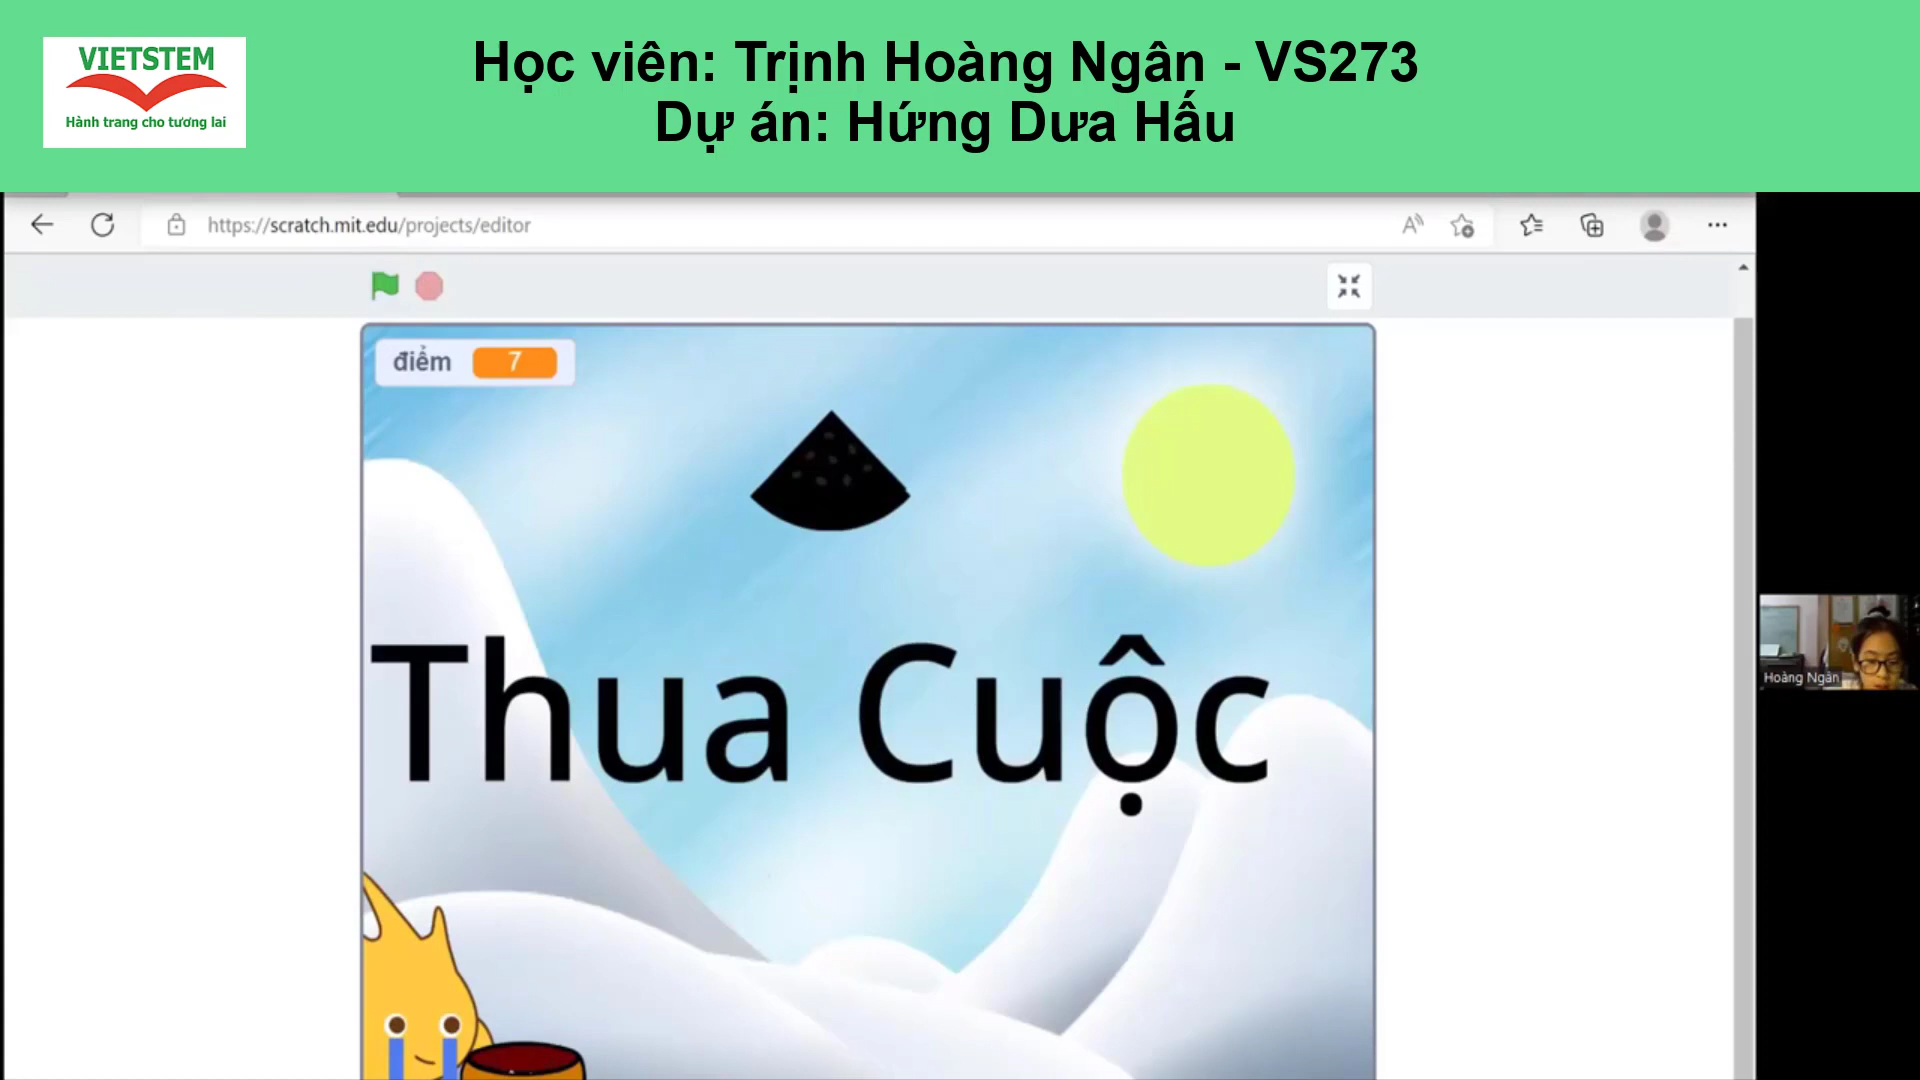 VIETSTEM
Hành trang cho tương lai
Học viên: Trịnh Hoàng Ngân - VS273
Dự án: Hứng Dưa Hấu
https://scratch.mit.edu/projects/editor
điểm 7
Thua Cuộc
Hoàng Ngân